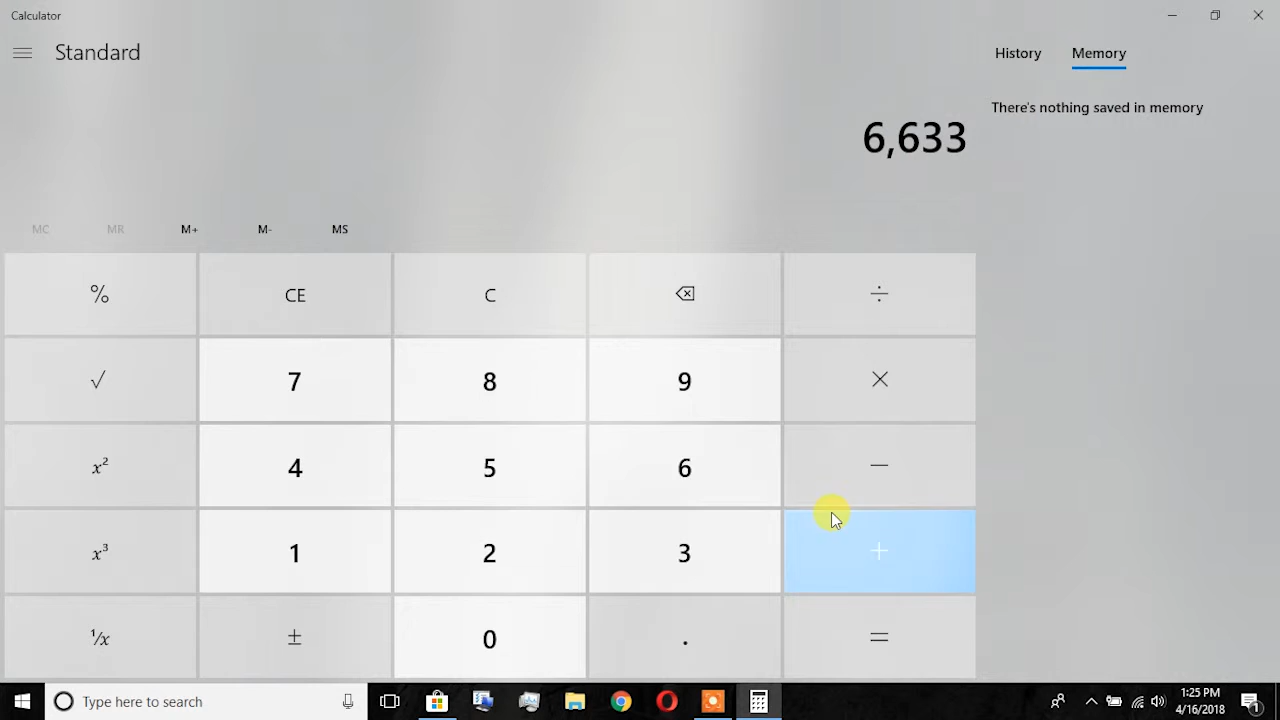 Calculator
Standard
History Memory
There's nothing saved in memory
6,633
MC MR M+ M- MS
% CE C ÷
√ 7 8 9 ×
x² 4 5 6 −
x³ 1 2 3 +
¹/x ± 0 . =
Type here to search
1:25 PM
4/16/2018
1